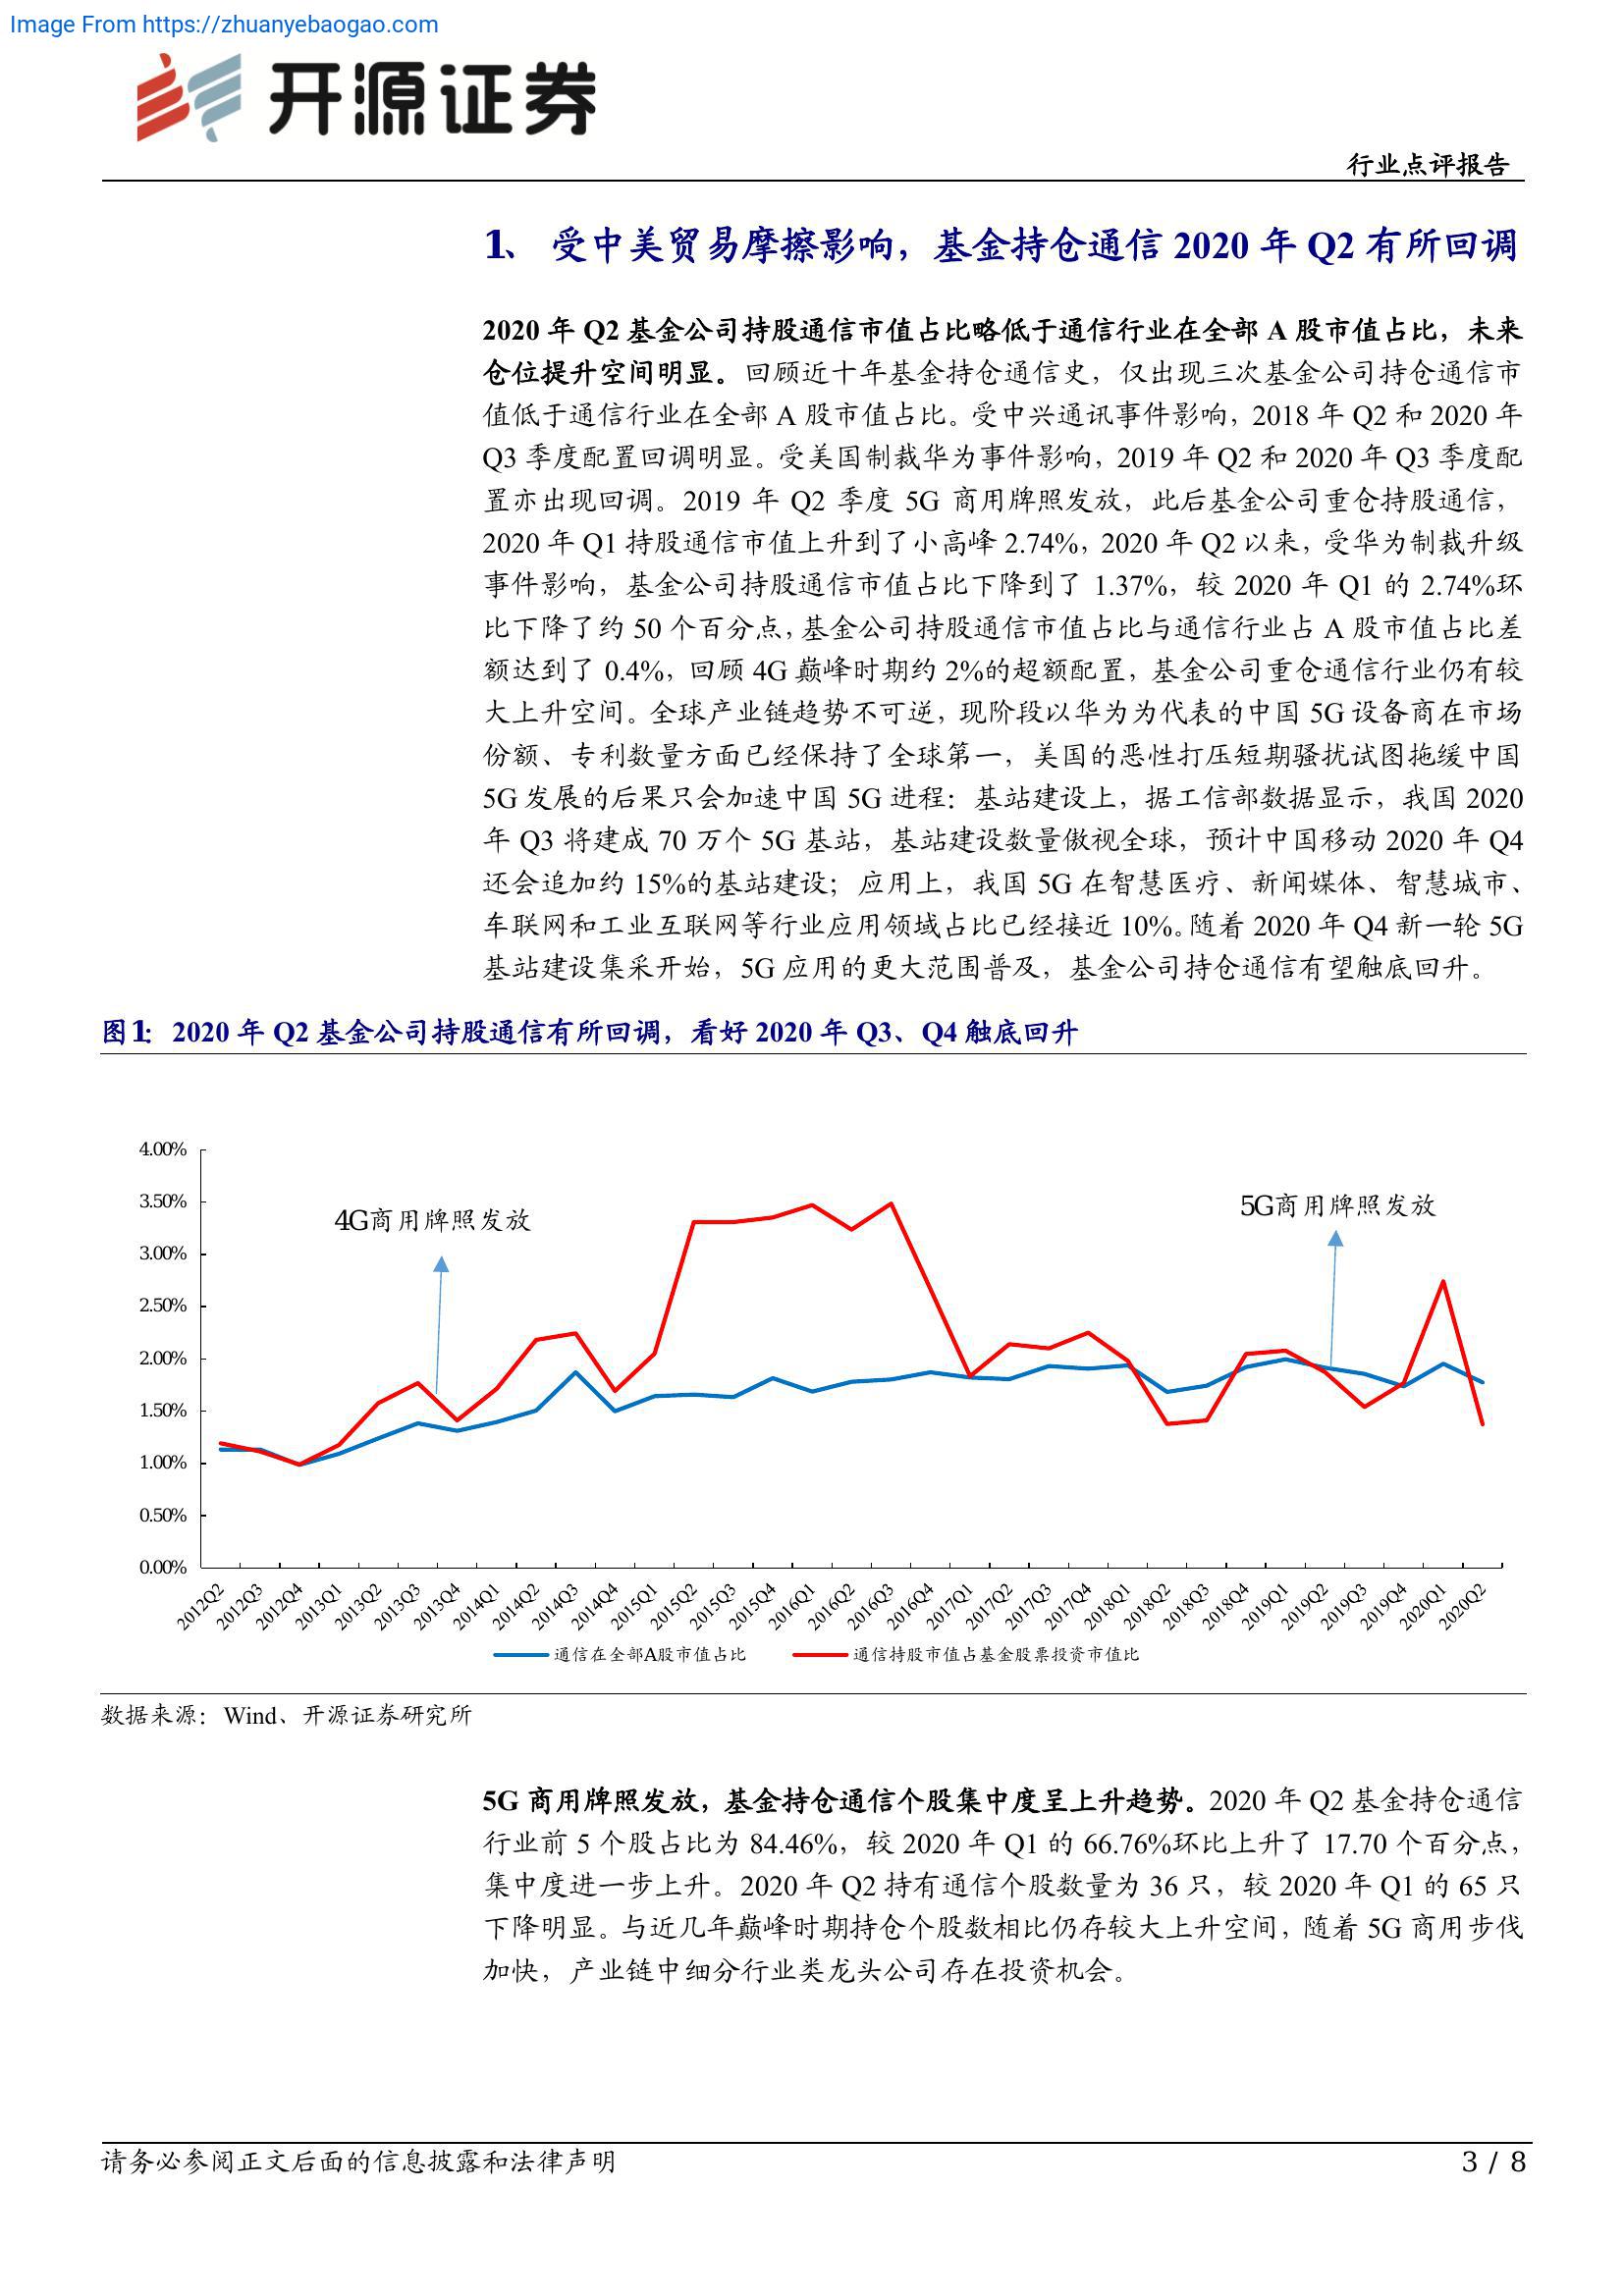 Image From https://zhuanyebaogao.com
开源证券
行业点评报告
1、 受中美贸易摩擦影响，基金持仓通信 2020 年 Q2 有所回调
2020 年 Q2 基金公司持股通信市值占比略低于通信行业在全部 A 股市值占比，未来
仓位提升空间明显。回顾近十年基金持仓通信史，仅出现三次基金公司持仓通信市
值低于通信行业在全部 A 股市值占比。受中兴通讯事件影响，2018 年 Q2 和 2020 年
Q3 季度配置回调明显。受美国制裁华为事件影响，2019 年 Q2 和 2020 年 Q3 季度配
置亦出现回调。2019 年 Q2 季度 5G 商用牌照发放，此后基金公司重仓持股通信，
2020 年 Q1 持股通信市值上升到了小高峰 2.74%，2020 年 Q2 以来，受华为制裁升级
事件影响，基金公司持股通信市值占比下降到了 1.37%，较 2020 年 Q1 的 2.74%环
比下降了约 50 个百分点，基金公司持股通信市值占比与通信行业占 A 股市值占比差
额达到了 0.4%，回顾 4G 巅峰时期约 2%的超额配置，基金公司重仓通信行业仍有较
大上升空间。全球产业链趋势不可逆，现阶段以华为为代表的中国 5G 设备商在市场
份额、专利数量方面已经保持了全球第一，美国的恶性打压短期骚扰试图拖缓中国
5G 发展的后果只会加速中国 5G 进程：基站建设上，据工信部数据显示，我国 2020
年 Q3 将建成 70 万个 5G 基站，基站建设数量傲视全球，预计中国移动 2020 年 Q4
还会追加约 15%的基站建设；应用上，我国 5G 在智慧医疗、新闻媒体、智慧城市、
车联网和工业互联网等行业应用领域占比已经接近 10%。随着 2020 年 Q4 新一轮 5G
基站建设集采开始，5G 应用的更大范围普及，基金公司持仓通信有望触底回升。
图1：2020 年 Q2 基金公司持股通信有所回调，看好 2020 年 Q3、Q4 触底回升
4.00%
3.50%
3.00%
2.50%
2.00%
1.50%
1.00%
0.50%
0.00%
4G商用牌照发放
5G商用牌照发放
2012Q2 2012Q3 2012Q4 2013Q1 2013Q2 2013Q3 2013Q4 2014Q1 2014Q2 2014Q3 2014Q4 2015Q1 2015Q2 2015Q3 2015Q4 2016Q1 2016Q2 2016Q3 2016Q4 2017Q1 2017Q2 2017Q3 2017Q4 2018Q1 2018Q2 2018Q3 2018Q4 2019Q1 2019Q2 2019Q3 2019Q4 2020Q1 2020Q2
通信在全部A股市值占比 通信持股市值占基金股票投资市值比
数据来源：Wind、开源证券研究所
5G 商用牌照发放，基金持仓通信个股集中度呈上升趋势。2020 年 Q2 基金持仓通信
行业前 5 个股占比为 84.46%，较 2020 年 Q1 的 66.76%环比上升了 17.70 个百分点，
集中度进一步上升。2020 年 Q2 持有通信个股数量为 36 只，较 2020 年 Q1 的 65 只
下降明显。与近几年巅峰时期持仓个股数相比仍存较大上升空间，随着 5G 商用步伐
加快，产业链中细分行业类龙头公司存在投资机会。
请务必参阅正文后面的信息披露和法律声明
3 / 8